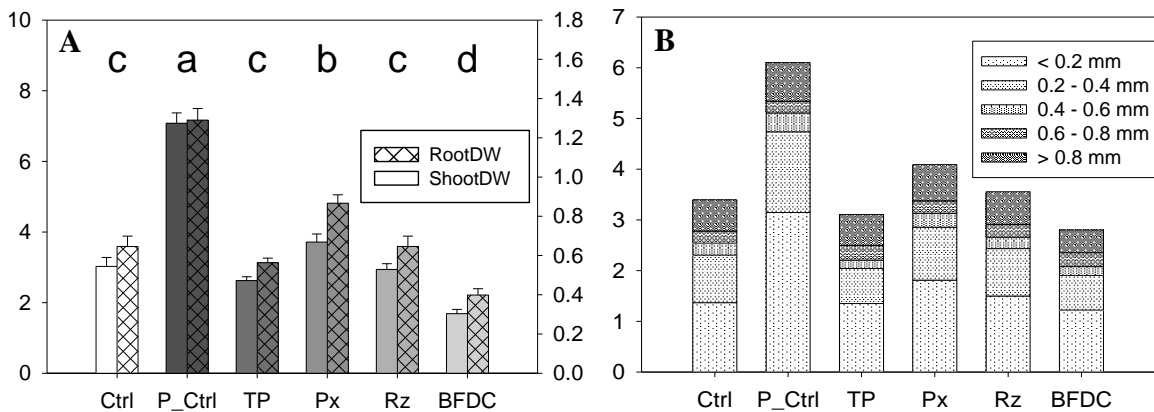 A
c a c b c d
10
8
6
4
2
0
1.8
1.6
1.4
1.2
1.0
0.8
0.6
0.4
0.2
0.0
RootDW
ShootDW
Ctrl P_Ctrl TP Px Rz BFDC
B
7
6
5
4
3
2
1
0
< 0.2 mm
0.2 - 0.4 mm
0.4 - 0.6 mm
0.6 - 0.8 mm
> 0.8 mm
Ctrl P_Ctrl TP Px Rz BFDC